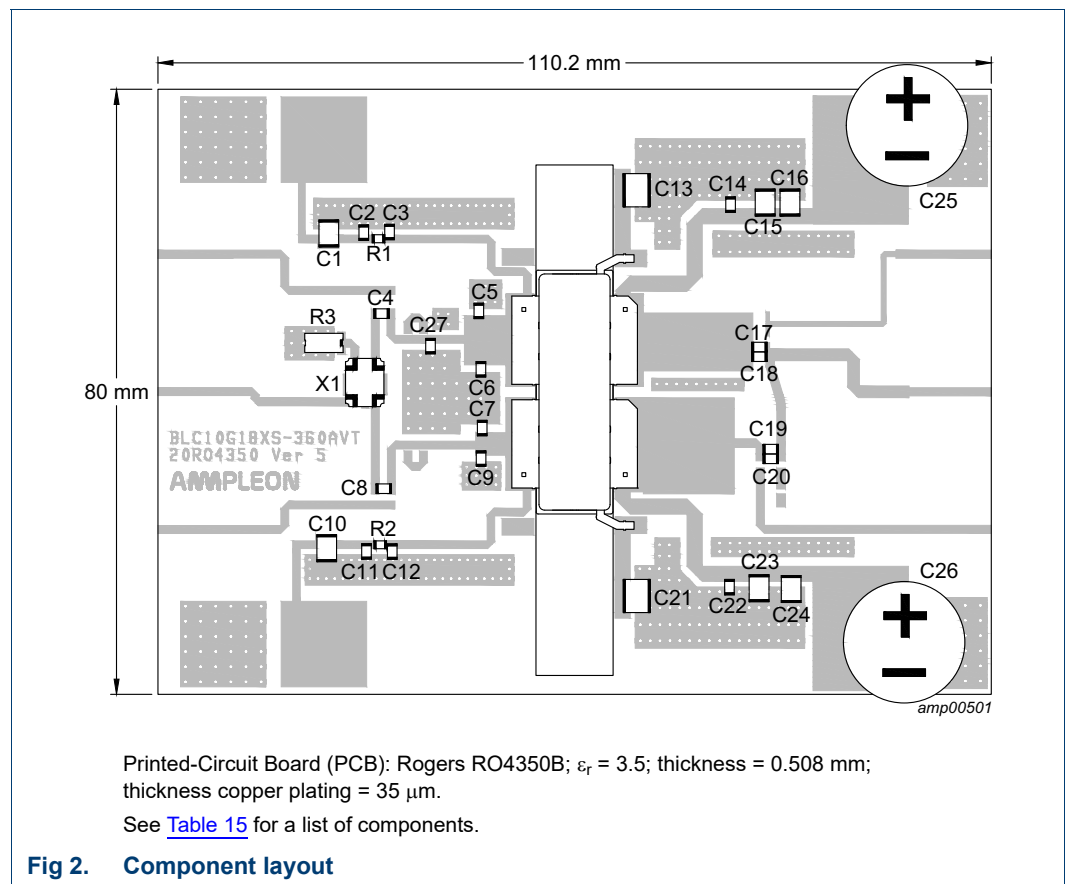 110.2 mm
C25
C13
C14
C16
C15
C2
C3
C1
R1
C5
C4
R3
C27
C17
C18
X1
C6
80 mm
C7
C19
C20
BLC10G18XS-360AVT
20RO4350 Ver 5
AMPLEON
C9
C8
C10
R2
C11
C12
C23
C26
C21
C22
C24
amp00501
Printed-Circuit Board (PCB): Rogers RO4350B; εr = 3.5; thickness = 0.508 mm;
thickness copper plating = 35 μm.
See Table 15 for a list of components.
Fig 2. Component layout